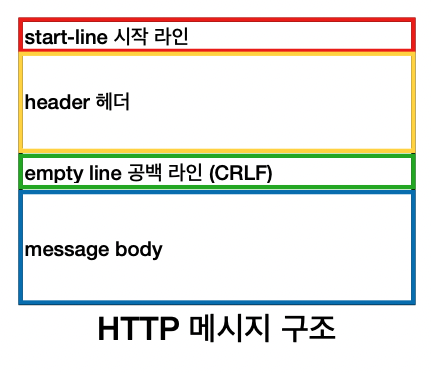 start-line 시작 라인
header 헤더
empty line 공백 라인 (CRLF)
message body
HTTP 메시지 구조